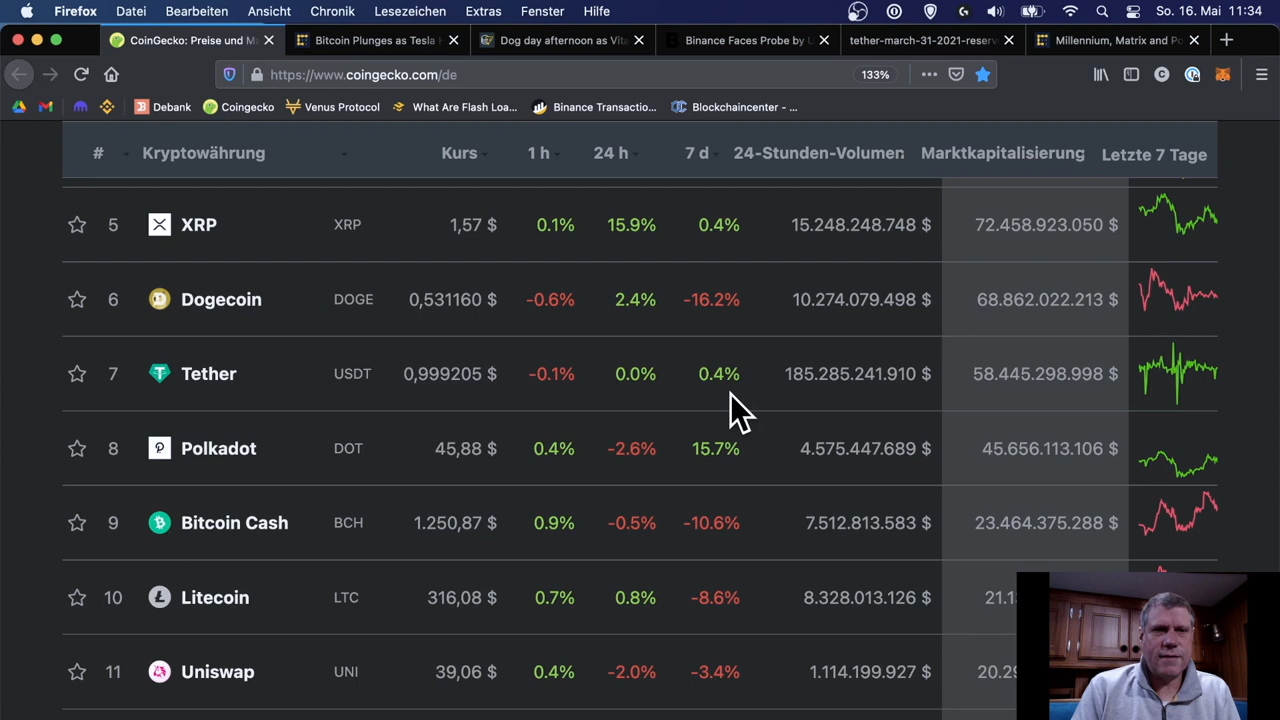 Firefox Datei Bearbeiten Ansicht Chronik Lesezeichen Extras Fenster Hilfe So. 16. Mai 11:34
CoinGecko: Preise und M Bitcoin Plunges as Tesla H Dog day afternoon as Vita Binance Faces Probe by U tether-march-31-2021-reserv Millennium, Matrix and Po
https://www.coingecko.com/de 133%
Debank Coingecko Venus Protocol What Are Flash Loa... Binance Transactio... Blockchaincenter - ...
# Kryptowährung Kurs 1 h 24 h 7 d 24-Stunden-Volumen Marktkapitalisierung Letzte 7 Tage
5 XRP XRP 1,57 $ 0.1% 15.9% 0.4% 15.248.248.748 $ 72.458.923.050 $
6 Dogecoin DOGE 0,531160 $ -0.6% 2.4% -16.2% 10.274.079.498 $ 68.862.022.213 $
7 Tether USDT 0,999205 $ -0.1% 0.0% 0.4% 185.285.241.910 $ 58.445.298.998 $
8 Polkadot DOT 45,88 $ 0.4% -2.6% 15.7% 4.575.447.689 $ 45.656.113.106 $
9 Bitcoin Cash BCH 1.250,87 $ 0.9% -0.5% -10.6% 7.512.813.583 $ 23.464.375.288 $
10 Litecoin LTC 316,08 $ 0.7% 0.8% -8.6% 8.328.013.126 $
11 Uniswap UNI 39,06 $ 0.4% -2.0% -3.4% 1.114.199.927 $